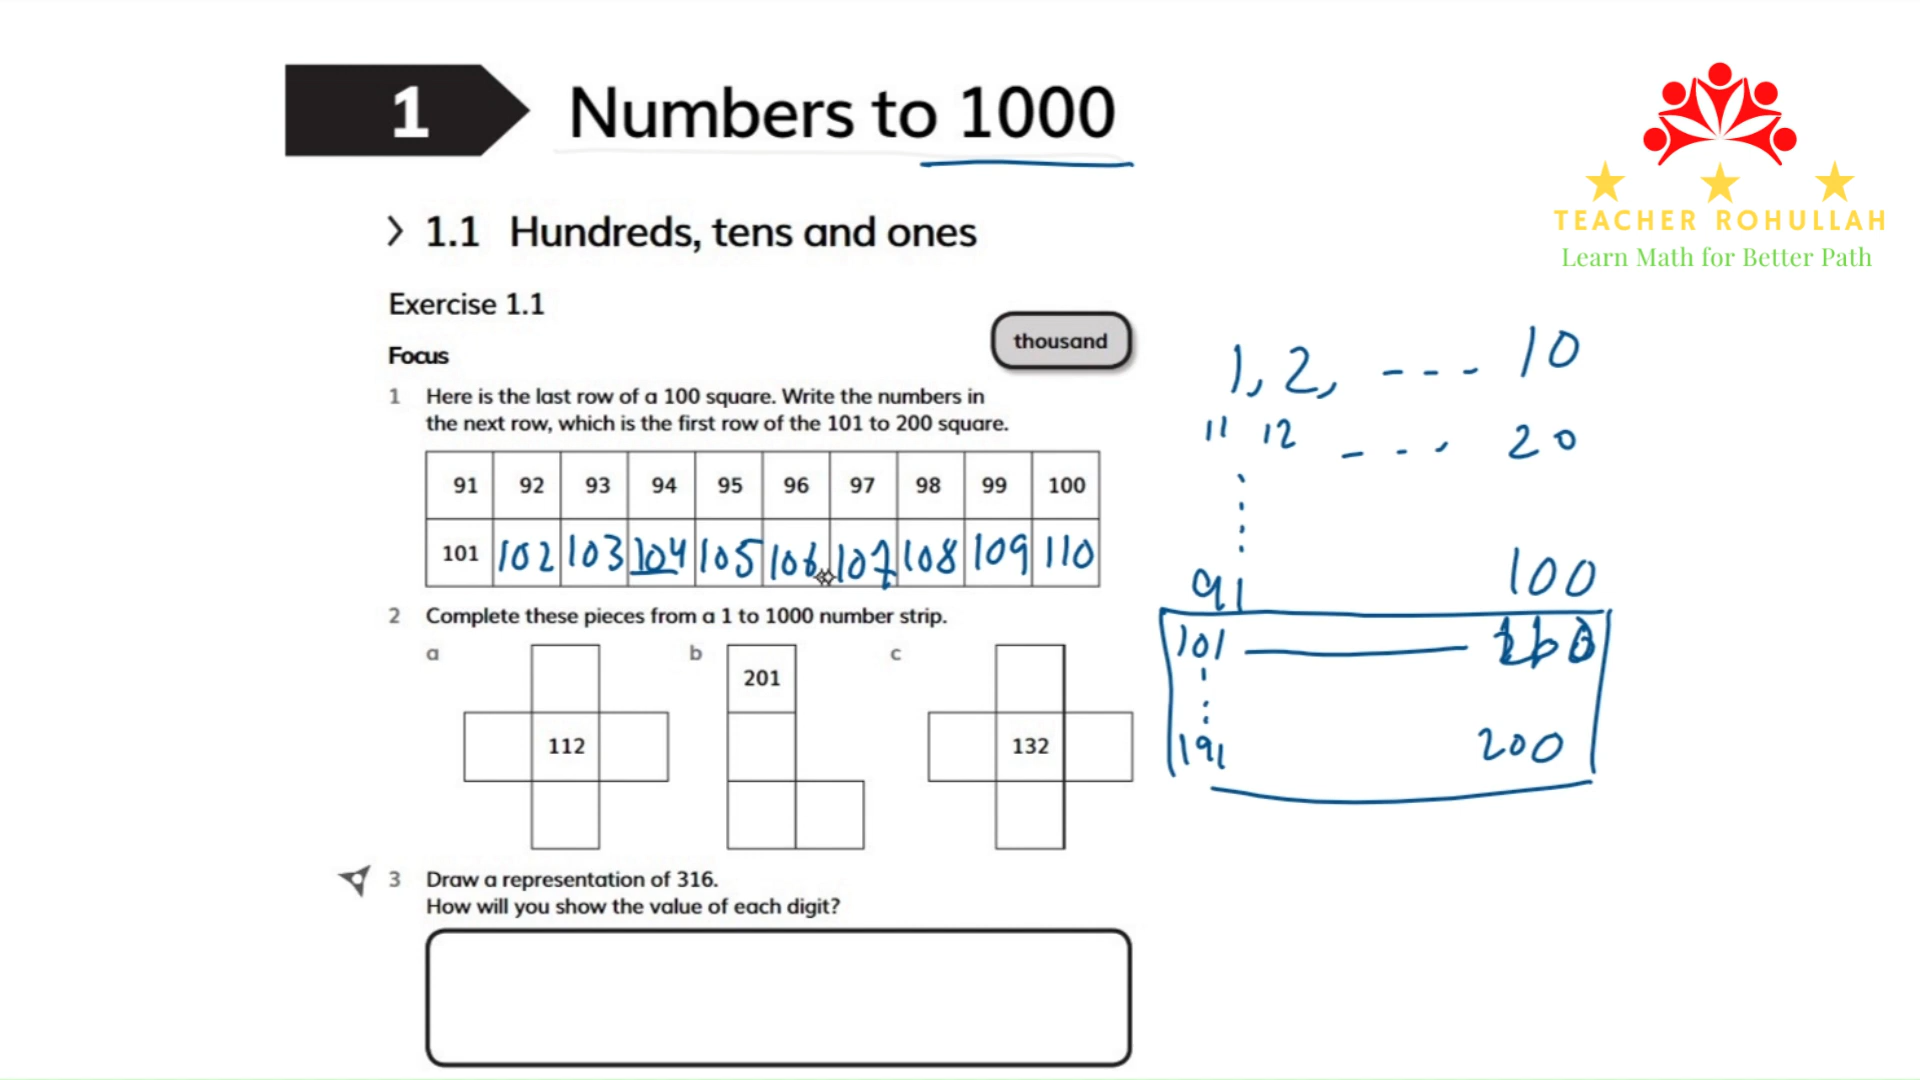 1 Numbers to 1000
TEACHER ROHULLAH
Learn Math for Better Path
1.1 Hundreds, tens and ones
Exercise 1.1
thousand
Focus
1 Here is the last row of a 100 square. Write the numbers in
the next row, which is the first row of the 101 to 200 square.
91 92 93 94 95 96 97 98 99 100
101 102 103 104 105 106 107 108 109 110
2 Complete these pieces from a 1 to 1000 number strip.
a b c
201
112 132
3 Draw a representation of 316.
How will you show the value of each digit?
1, 2, --- 10
11 12 --- 20
91 100
101
191 200